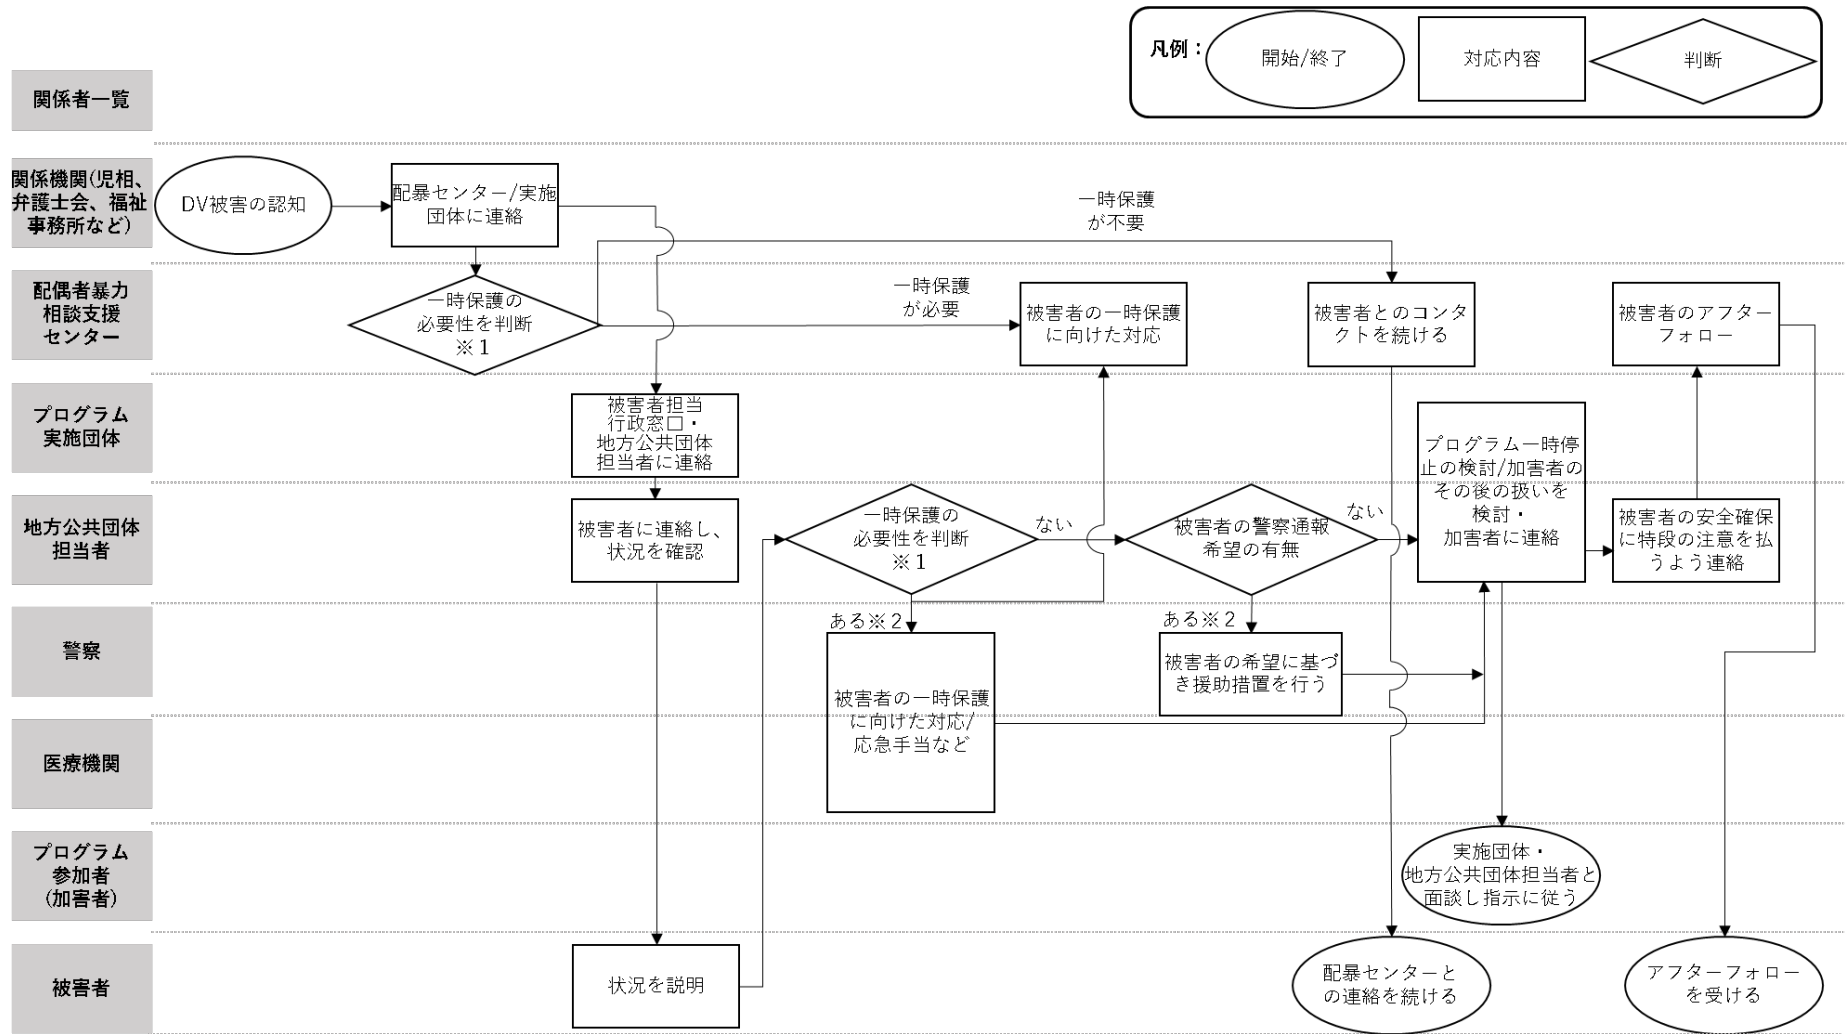 凡例：
開始/終了
対応内容
判断
関係者一覧
関係機関(児相、
弁護士会、福祉
事務所など)
DV被害の認知
配暴センター/実施
団体に連絡
一時保護
が不要
配偶者暴力
相談支援
センター
一時保護の
必要性を判断
※1
一時保護
が必要
被害者の一時保護
に向けた対応
被害者とのコンタ
クトを続ける
被害者のアフター
フォロー
プログラム
実施団体
被害者担当
行政窓口・
地方公共団体
担当者に連絡
プログラム一時停
止の検討/加害者の
その後の扱いを
検討・
加害者に連絡
地方公共団体
担当者
被害者に連絡し、
状況を確認
一時保護の
必要性を判断
※1
ない
被害者の警察通報
希望の有無
ない
被害者の安全確保
に特段の注意を払
うよう連絡
警察
ある※2
ある※2
被害者の希望に基づ
き援助措置を行う
被害者の一時保護
に向けた対応/
応急手当など
医療機関
プログラム
参加者
(加害者)
実施団体・
地方公共団体担当者と
面談し指示に従う
被害者
状況を説明
配暴センターと
の連絡を続ける
アフターフォロー
を受ける